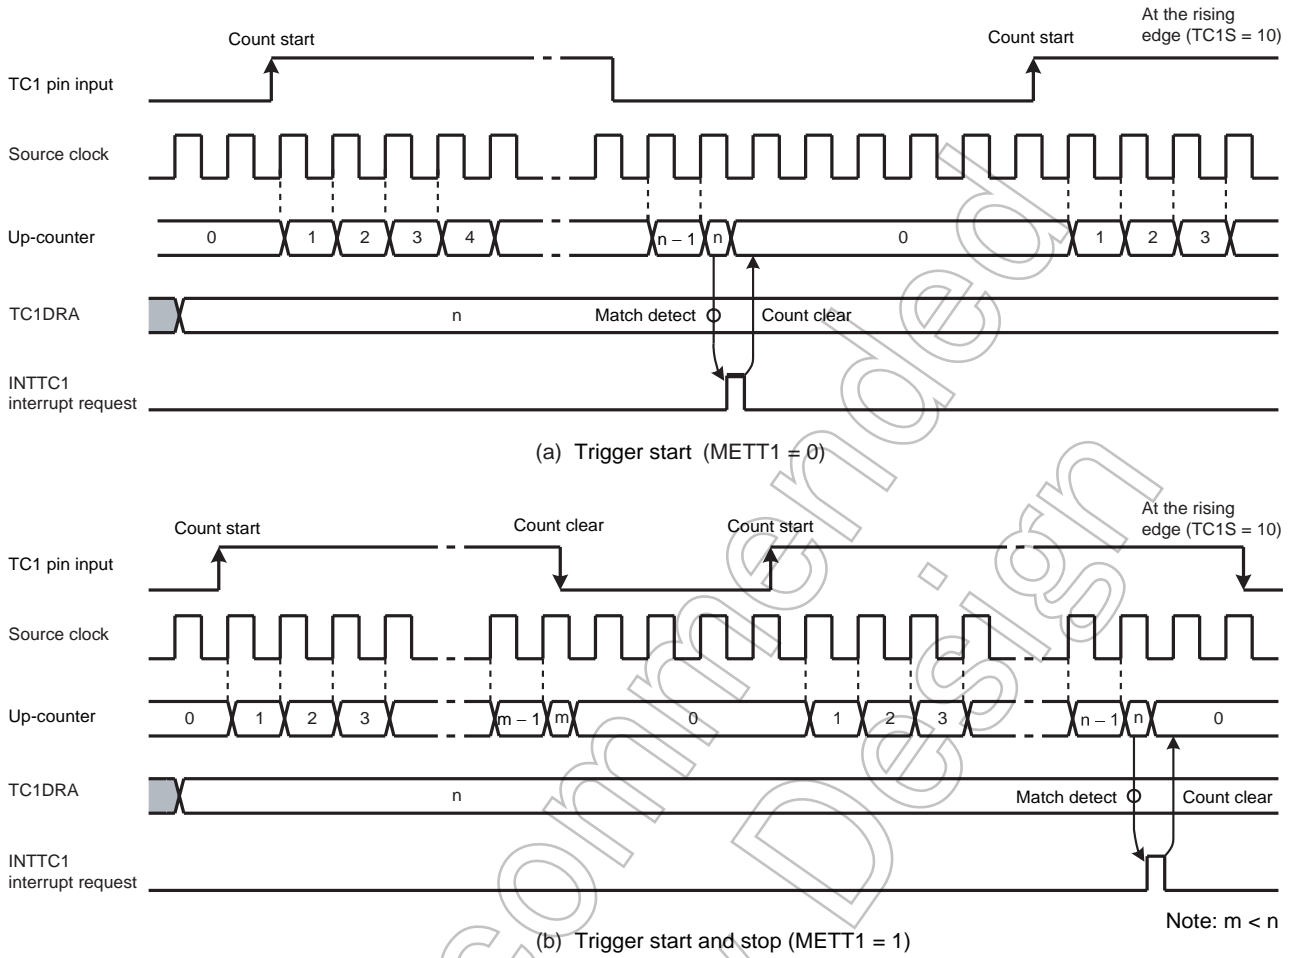 At the rising
edge (TC1S = 10)
Count start
Count start
TC1 pin input
Source clock
Up-counter
0 1 2 3 4 n – 1 n 0 1 2 3
TC1DRA
n
Match detect
Count clear
INTTC1
interrupt request
(a) Trigger start (METT1 = 0)
At the rising
edge (TC1S = 10)
Count start
Count clear
Count start
TC1 pin input
Source clock
Up-counter
0 1 2 3 m – 1 m 0 1 2 3 n – 1 n 0
TC1DRA
n
Match detect
Count clear
INTTC1
interrupt request
Note: m < n
(b) Trigger start and stop (METT1 = 1)